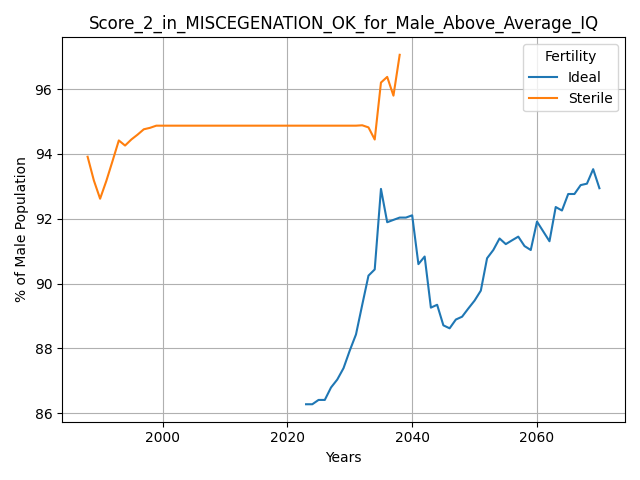 Score_2_in_MISCEGENATION_OK_for_Male_Above_Average_IQ
Fertility
Ideal
Sterile
% of Male Population
96
94
92
90
88
86
2000
2020
2040
2060
Years